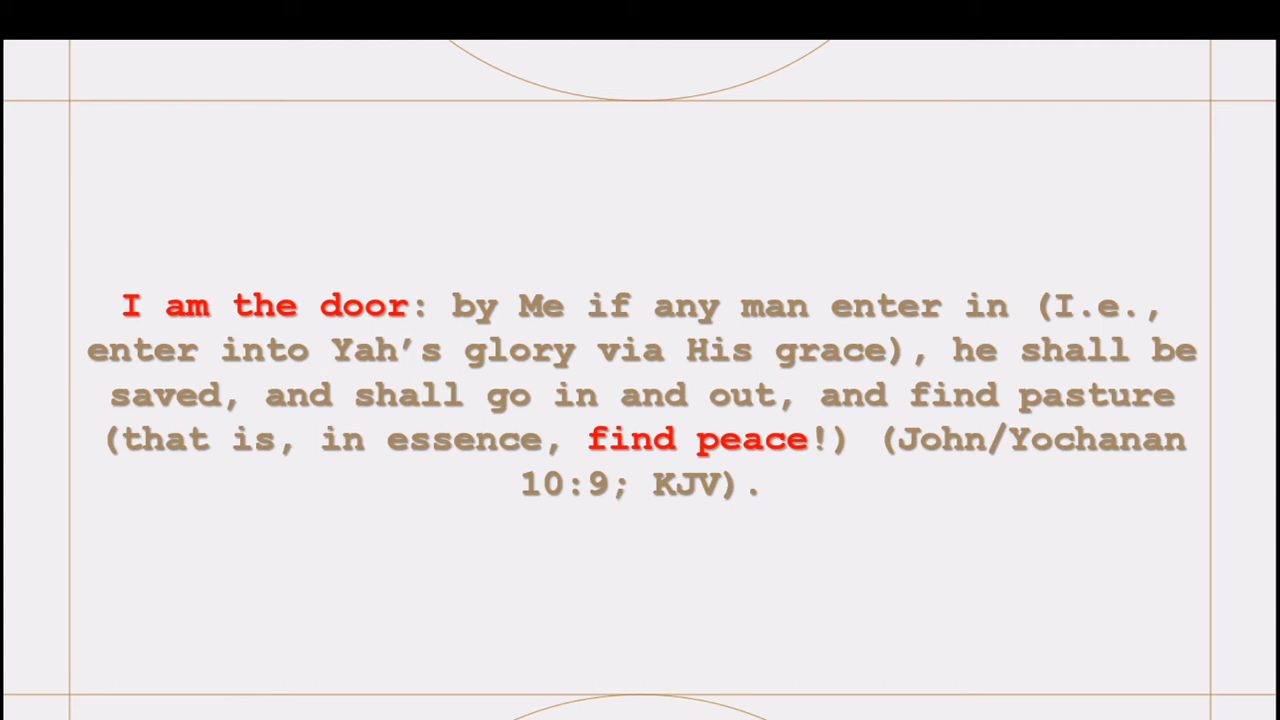 I am the door: by Me if any man enter in (I.e.,
enter into Yah’s glory via His grace), he shall be
saved, and shall go in and out, and find pasture
(that is, in essence, find peace!) (John/Yochanan
10:9; KJV).